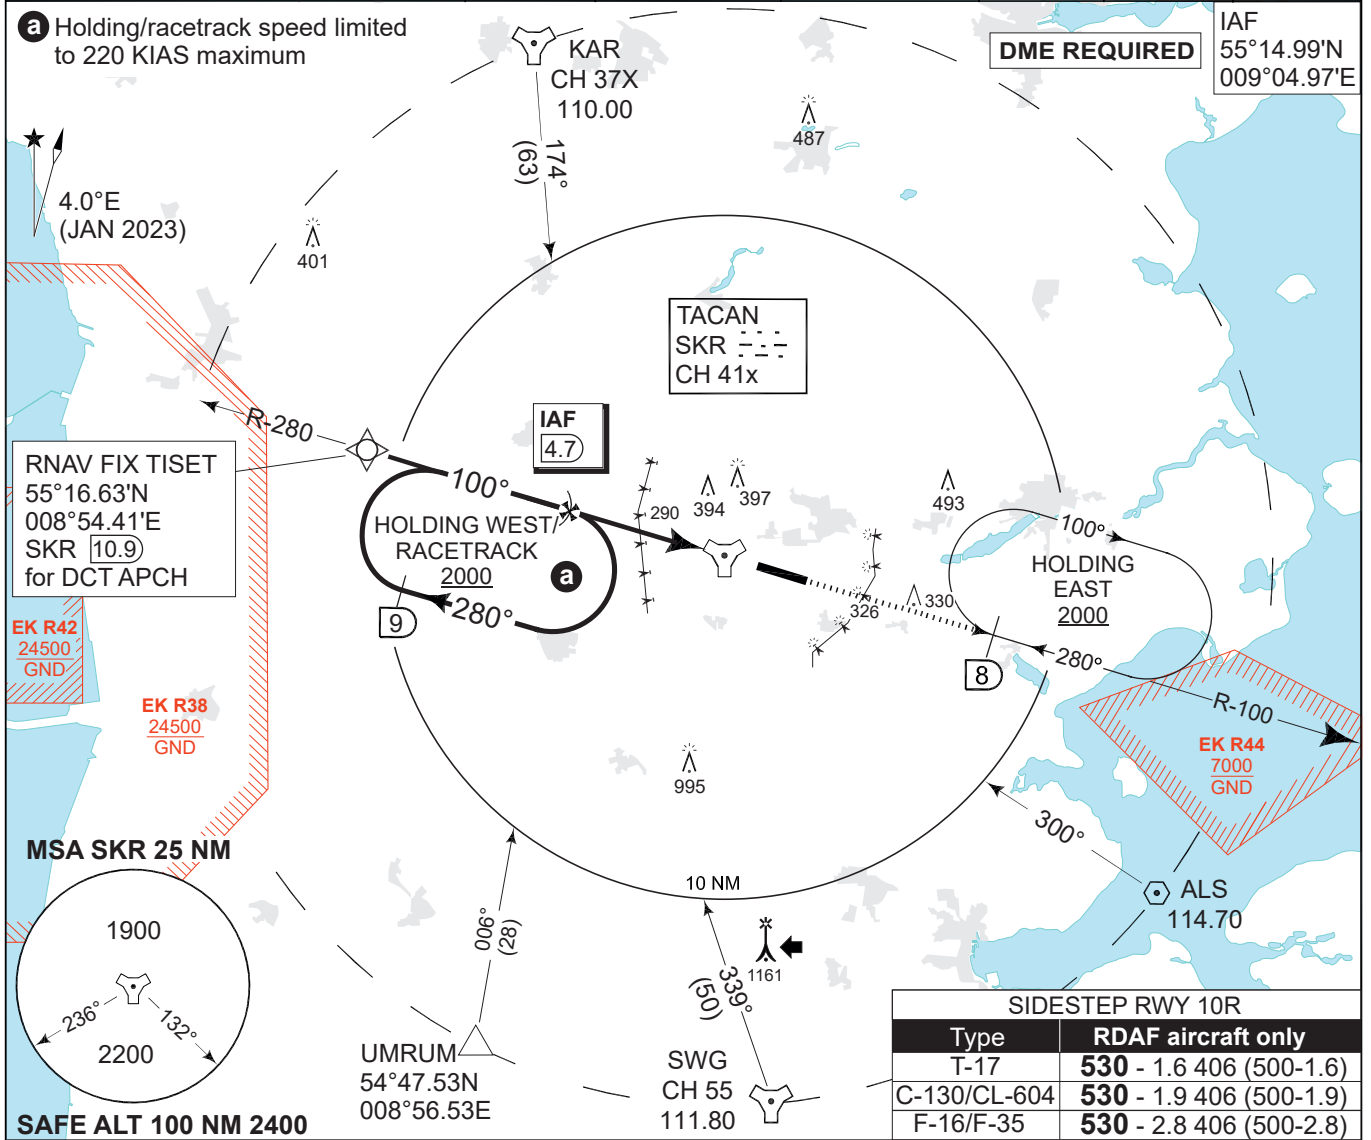 a Holding/racetrack speed limited
to 220 KIAS maximum
KAR
CH 37X
110.00
DME REQUIRED
IAF
55°14.99'N
009°04.97'E
487
174°
(63)
4.0°E
(JAN 2023)
401
TACAN
SKR
CH 41x
R-280
IAF
4.7
RNAV FIX TISET
55°16.63'N
008°54.41'E
SKR 10.9
for DCT APCH
100°
HOLDING WEST/
RACETRACK
2000
a
280°
9
290
394
397
493
326
330
100°
HOLDING
EAST
2000
280°
8
R-100
EK R42
24500
GND
EK R38
24500
GND
EK R44
7000
GND
995
300°
ALS
114.70
MSA SKR 25 NM
1900
236°
132°
2200
SAFE ALT 100 NM 2400
10 NM
006°
(28)
UMRUM
54°47.53N
008°56.53E
339°
(50)
1161
SWG
CH 55
111.80
SIDESTEP RWY 10R
Type RDAF aircraft only
T-17 530 - 1.6 406 (500-1.6)
C-130/CL-604 530 - 1.9 406 (500-1.9)
F-16/F-35 530 - 2.8 406 (500-2.8)